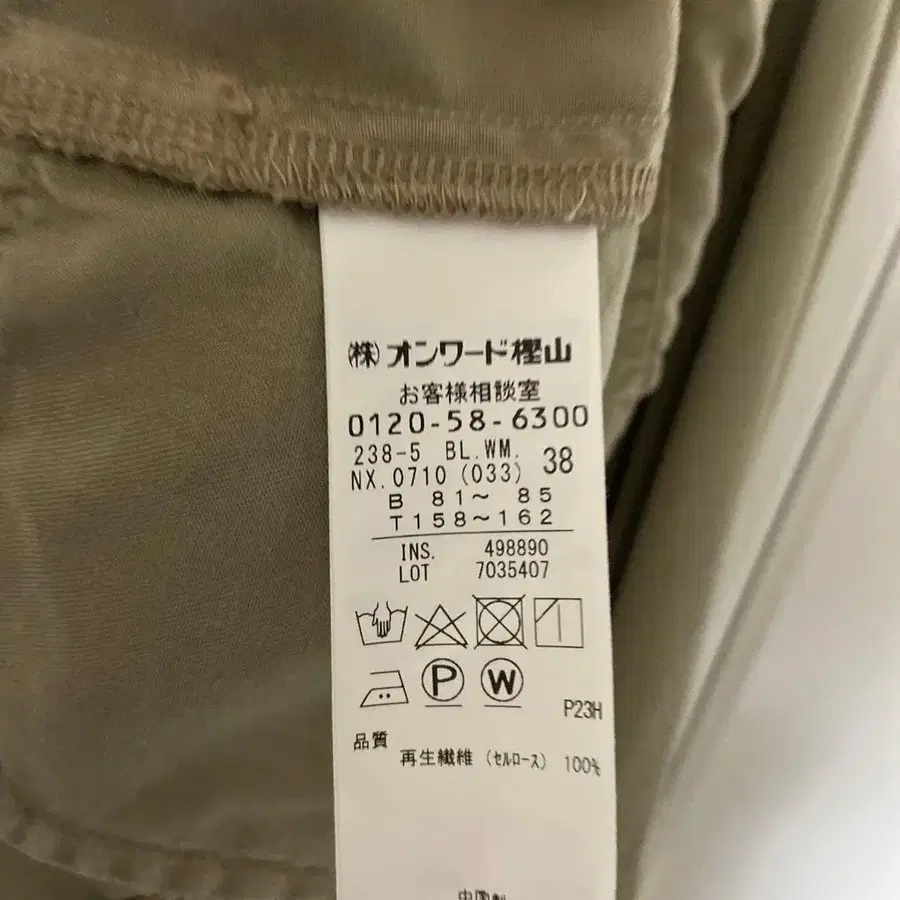 ㈱オンワード樫山
お客様相談室
0120-58-6300
238-5 BL.WM. 38
NX.0710 (033)
B 81～ 85
T158～162
INS. 498890
LOT 7035407
P
W
P23H
品質
再生繊維 (セルロース) 100%